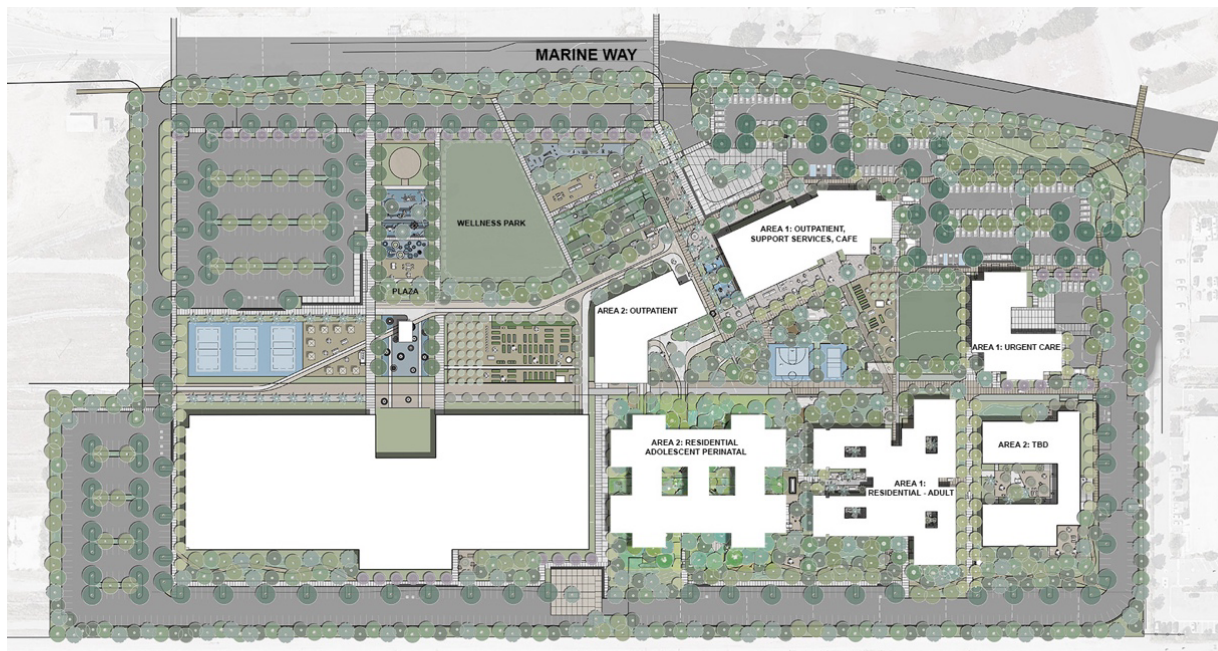 MARINE WAY
WELLNESS PARK
AREA 1: OUTPATIENT,
SUPPORT SERVICES, CAFE
PLAZA
AREA 2: OUTPATIENT
AREA 1: URGENT CARE
AREA 2: RESIDENTIAL
ADOLESCENT PERINATAL
AREA 2: TBD
AREA 1:
RESIDENTIAL - ADULT